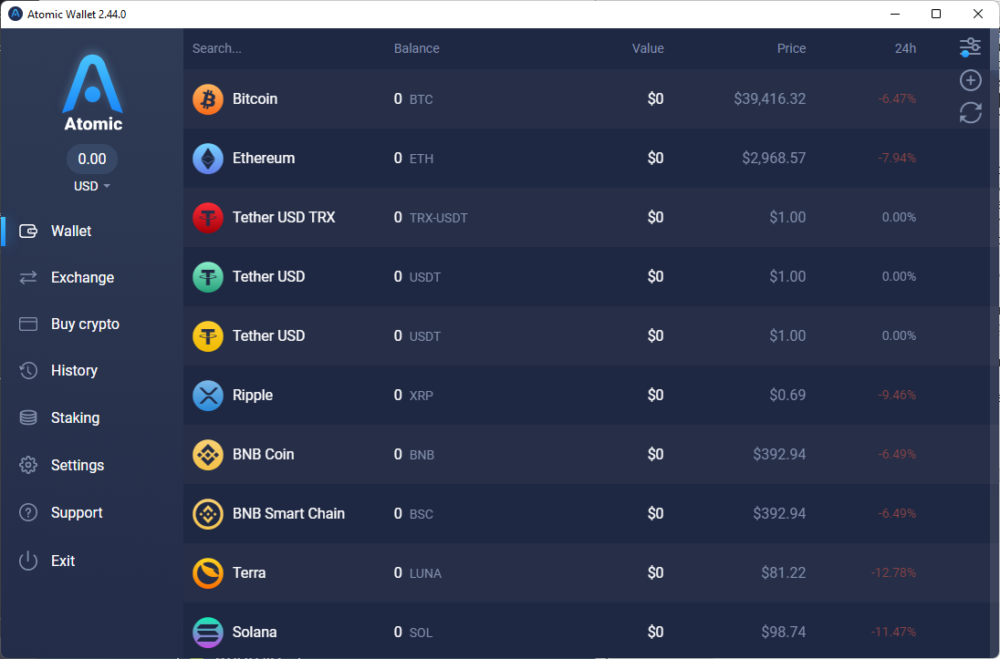 Atomic Wallet 2.44.0
Atomic
0.00
USD
Wallet
Exchange
Buy crypto
History
Staking
Settings
Support
Exit
Search... Balance Value Price 24h
Bitcoin 0 BTC $0 $39,416.32 -6.47%
Ethereum 0 ETH $0 $2,968.57 -7.94%
Tether USD TRX 0 TRX-USDT $0 $1.00 0.00%
Tether USD 0 USDT $0 $1.00 0.00%
Tether USD 0 USDT $0 $1.00 0.00%
Ripple 0 XRP $0 $0.69 -9.46%
BNB Coin 0 BNB $0 $392.94 -6.49%
BNB Smart Chain 0 BSC $0 $392.94 -6.49%
Terra 0 LUNA $0 $81.22 -12.78%
Solana 0 SOL $0 $98.74 -11.47%